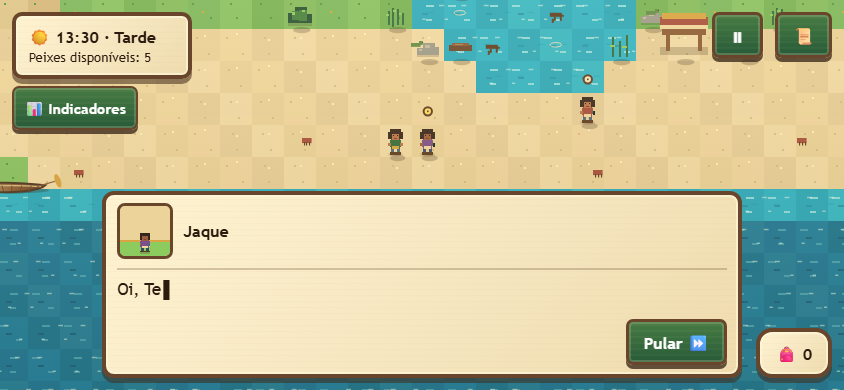 13:30 · Tarde
Peixes disponíveis: 5
Indicadores
Jaque
Oi, Te
Pular
0